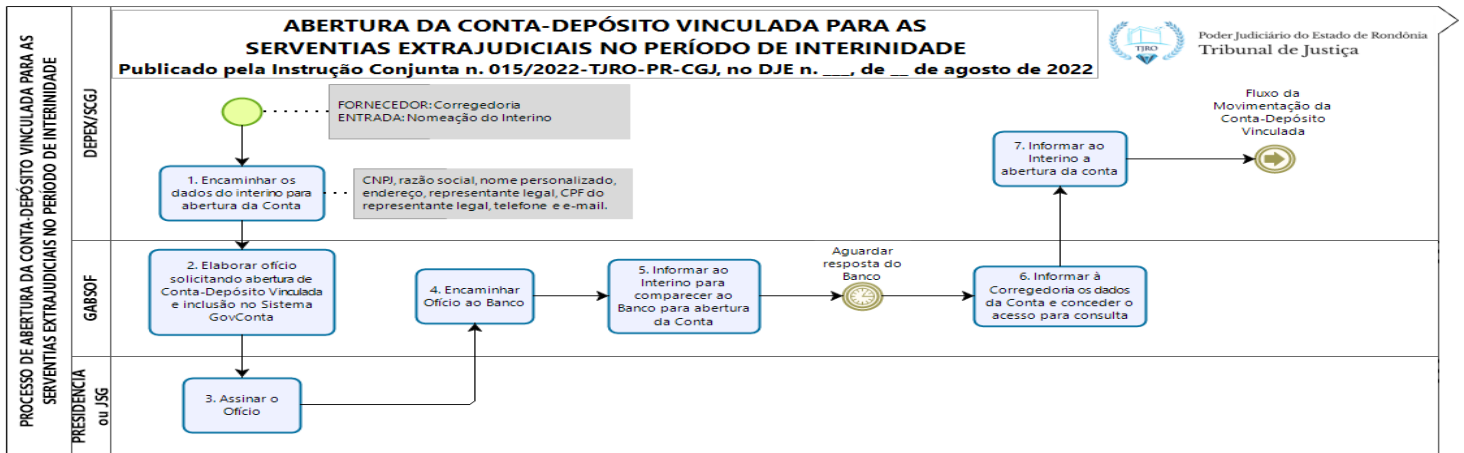 PROCESSO DE ABERTURA DA CONTA-DEPÓSITO VINCULADA PARA AS
SERVENTIAS EXTRAJUDICIAIS NO PERÍODO DE INTERINIDADE
ABERTURA DA CONTA-DEPÓSITO VINCULADA PARA AS
SERVENTIAS EXTRAJUDICIAIS NO PERÍODO DE INTERINIDADE
Publicado pela Instrução Conjunta n. 015/2022-TJRO-PR-CGJ, no DJE n. ___, de __ de agosto de 2022
TJRO
Poder Judiciário do Estado de Rondônia
Tribunal de Justiça
DEPEX/SCGJ
FORNECEDOR: Corregedoria
ENTRADA: Nomeação do Interino
1. Encaminhar os
dados do interino para
abertura da Conta
CNPJ, razão social, nome personalizado,
endereço, representante legal, CPF do
representante legal, telefone e e-mail.
7. Informar ao
Interino a
abertura da conta
Fluxo da
Movimentação da
Conta-Depósito
Vinculada
GABSOF
2. Elaborar ofício
solicitando abertura de
Conta-Depósito Vinculada
e inclusão no Sistema
GovConta
4. Encaminhar
Ofício ao Banco
5. Informar ao
Interino para
comparecer ao
Banco para abertura
da Conta
Aguardar
resposta do
Banco
6. Informar à
Corregedoria os dados
da Conta e conceder o
acesso para consulta
PRESIDENCIA
ou JSG
3. Assinar o
Ofício